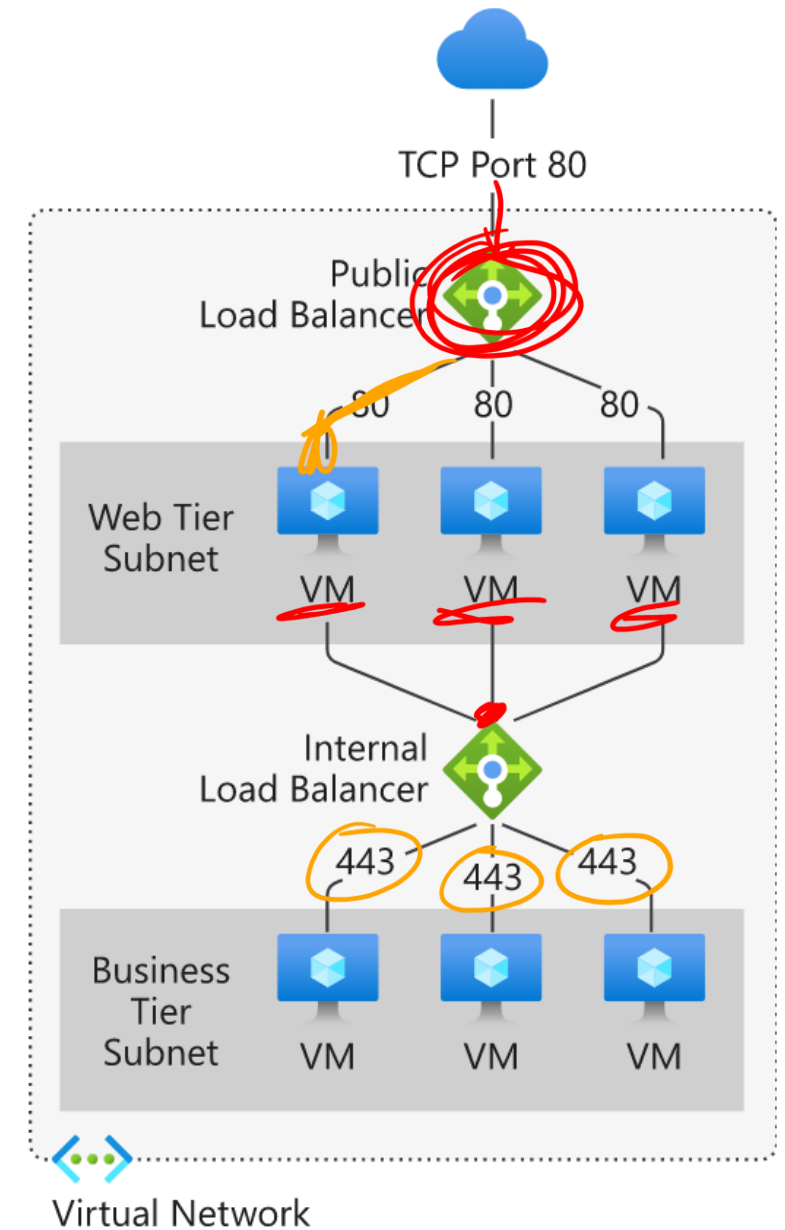 TCP Port 80
Public
Load Balancer
80 80 80
Web Tier
Subnet
VM VM VM
Internal
Load Balancer
443 443 443
Business
Tier
Subnet
VM VM VM
Virtual Network